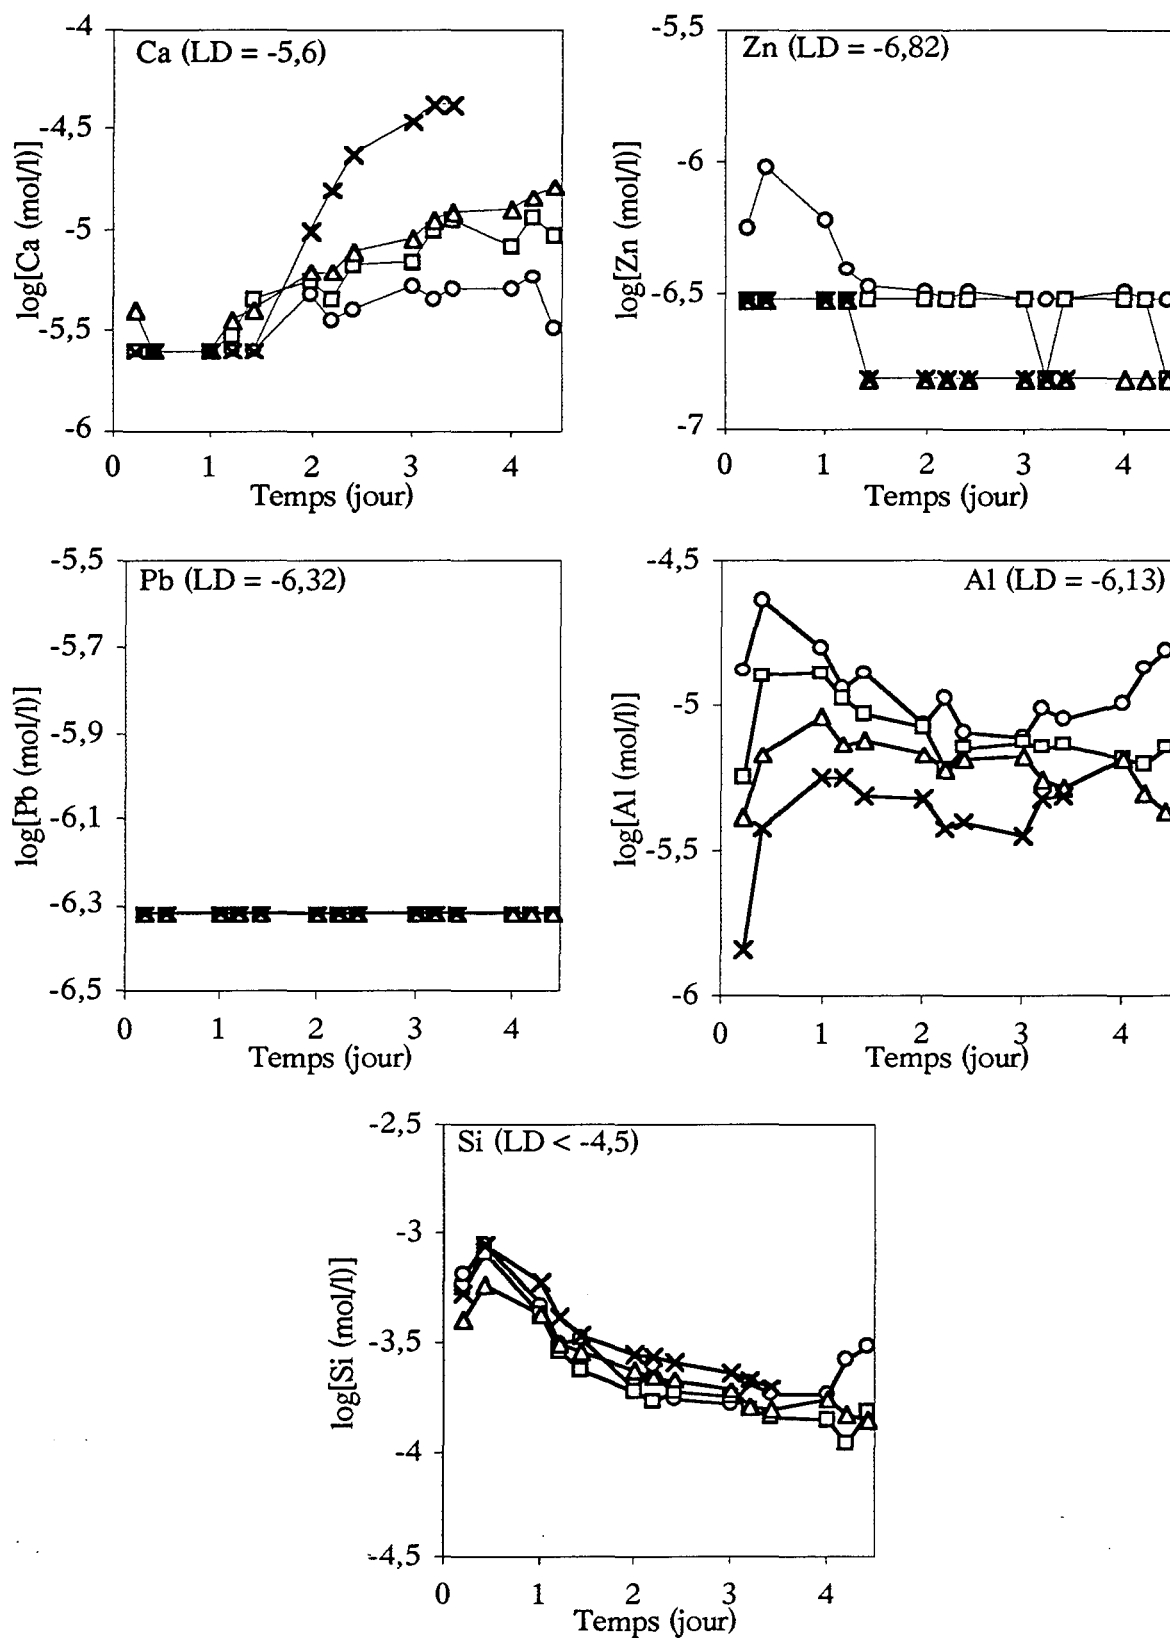 Ca (LD = -5,6)
log[Ca (mol/l)]
-4
-4,5
-5
-5,5
-6
0 1 2 3 4
Temps (jour)
Zn (LD = -6,82)
log[Zn (mol/l)]
-5,5
-6
-6,5
-7
0 1 2 3 4
Temps (jour)
Pb (LD = -6,32)
log[Pb (mol/l)]
-5,5
-5,7
-5,9
-6,1
-6,3
-6,5
0 1 2 3 4
Temps (jour)
Al (LD = -6,13)
log[Al (mol/l)]
-4,5
-5
-5,5
-6
0 1 2 3 4
Temps (jour)
Si (LD < -4,5)
log[Si (mol/l)]
-2,5
-3
-3,5
-4
-4,5
0 1 2 3 4
Temps (jour)